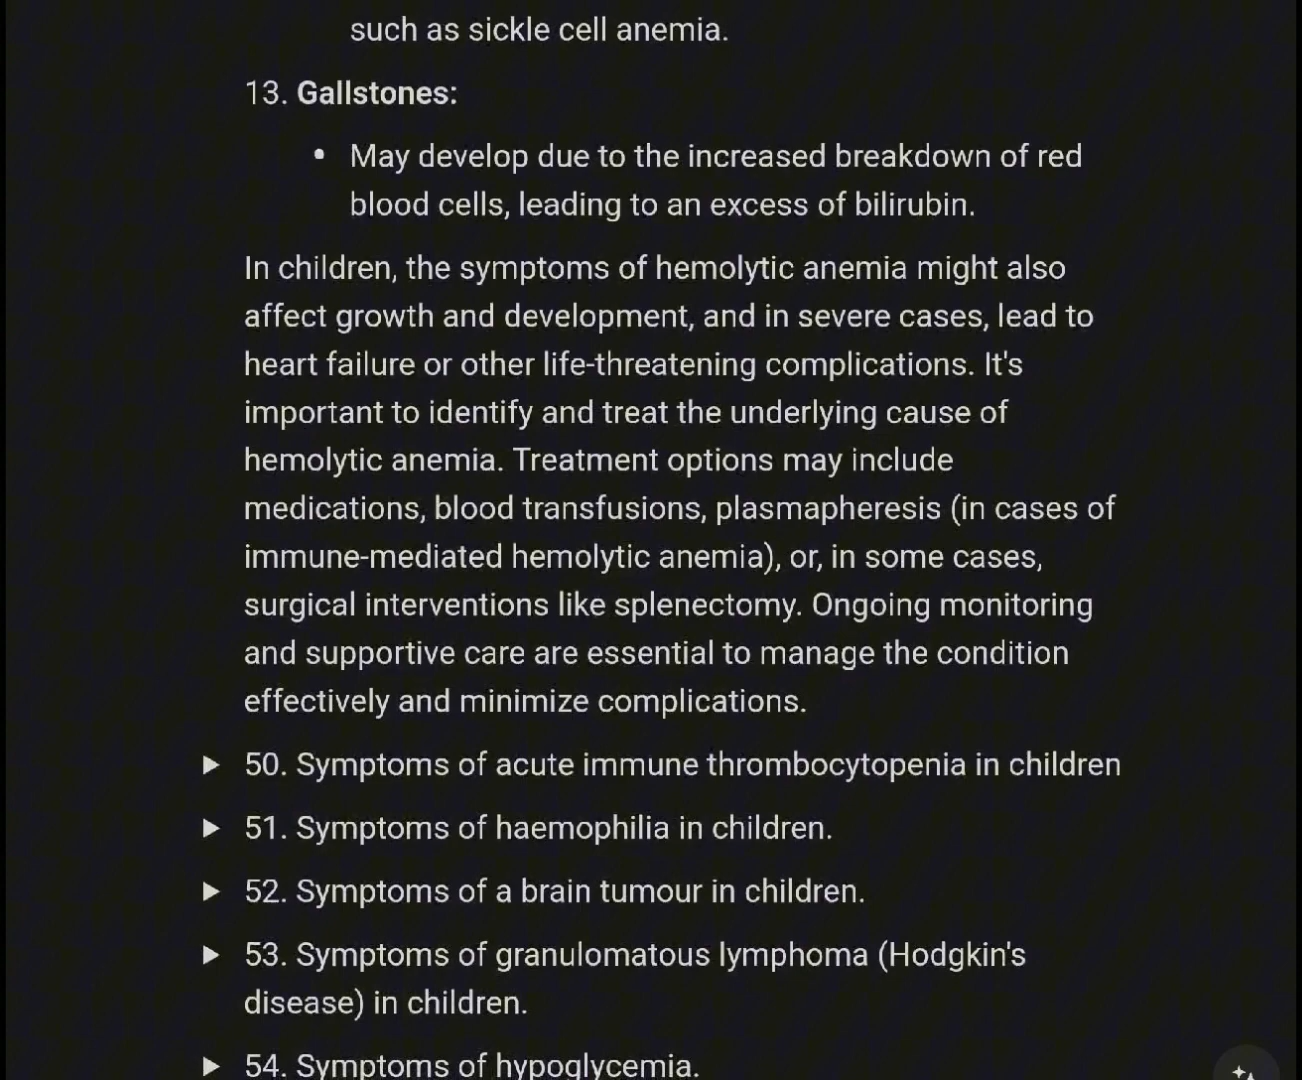 such as sickle cell anemia.
13. Gallstones:
• May develop due to the increased breakdown of red
blood cells, leading to an excess of bilirubin.
In children, the symptoms of hemolytic anemia might also
affect growth and development, and in severe cases, lead to
heart failure or other life-threatening complications. It's
important to identify and treat the underlying cause of
hemolytic anemia. Treatment options may include
medications, blood transfusions, plasmapheresis (in cases of
immune-mediated hemolytic anemia), or, in some cases,
surgical interventions like splenectomy. Ongoing monitoring
and supportive care are essential to manage the condition
effectively and minimize complications.
▶ 50. Symptoms of acute immune thrombocytopenia in children
▶ 51. Symptoms of haemophilia in children.
▶ 52. Symptoms of a brain tumour in children.
▶ 53. Symptoms of granulomatous lymphoma (Hodgkin's
disease) in children.
▶ 54. Symptoms of hypoglycemia.